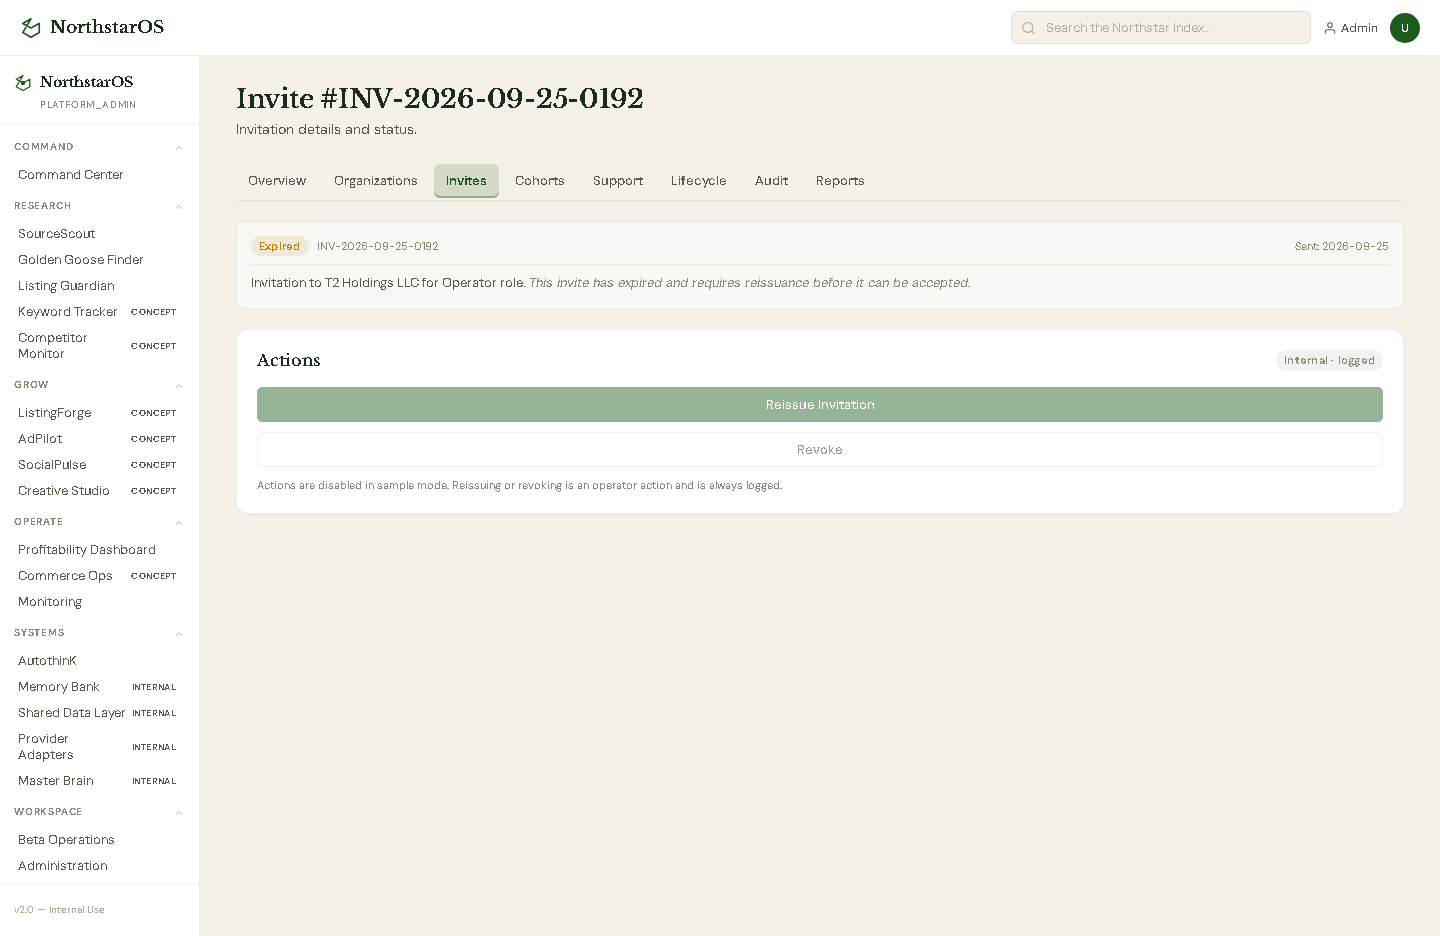 NorthstarOS
Search the Northstar Index...
Admin
U
NorthstarOS
PLATFORM_ADMIN
COMMAND
Command Center
RESEARCH
SourceScout
Golden Goose Finder
Listing Guardian
Keyword Tracker CONCEPT
Competitor
Monitor CONCEPT
GROW
ListingForge CONCEPT
AdPilot CONCEPT
SocialPulse CONCEPT
Creative Studio CONCEPT
OPERATE
Profitability Dashboard
Commerce Ops CONCEPT
Monitoring
SYSTEMS
AutothinK
Memory Bank INTERNAL
Shared Data Layer INTERNAL
Provider
Adapters INTERNAL
Master Brain INTERNAL
WORKSPACE
Beta Operations
Administration
v2.0 — Internal Use
Invite #INV-2026-09-25-0192
Invitation details and status.
Overview Organizations Invites Cohorts Support Lifecycle Audit Reports
Expired INV-2026-09-25-0192 Sent: 2026-09-25
Invitation to T2 Holdings LLC for Operator role. This invite has expired and requires reissuance before it can be accepted.
Actions Internal · logged
Reissue Invitation
Revoke
Actions are disabled in sample mode. Reissuing or revoking is an operator action and is always logged.